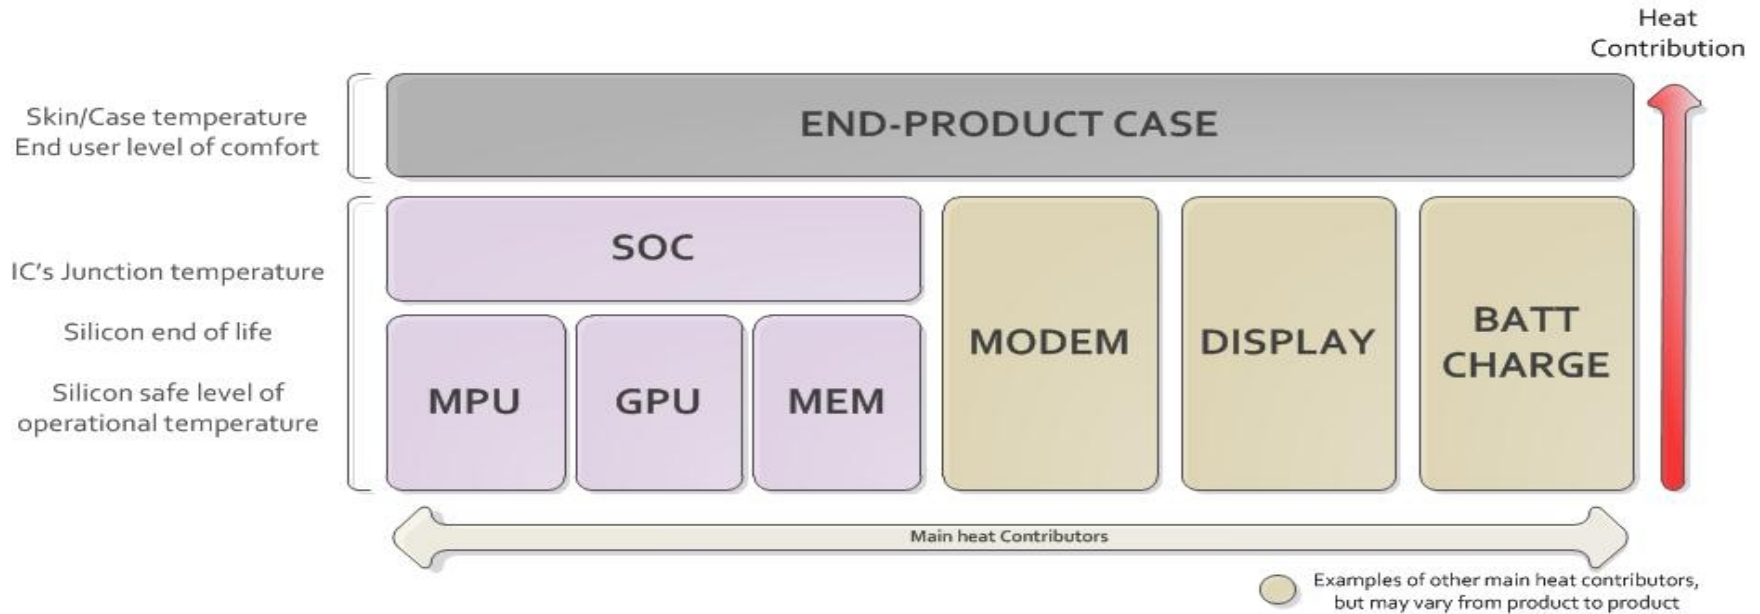 Heat
Contribution
Skin/Case temperature
End user level of comfort
END-PRODUCT CASE
SOC
IC's Junction temperature
Silicon end of life
Silicon safe level of
operational temperature
MPU
GPU
MEM
MODEM
DISPLAY
BATT
CHARGE
Main heat Contributors
Examples of other main heat contributors,
but may vary from product to product